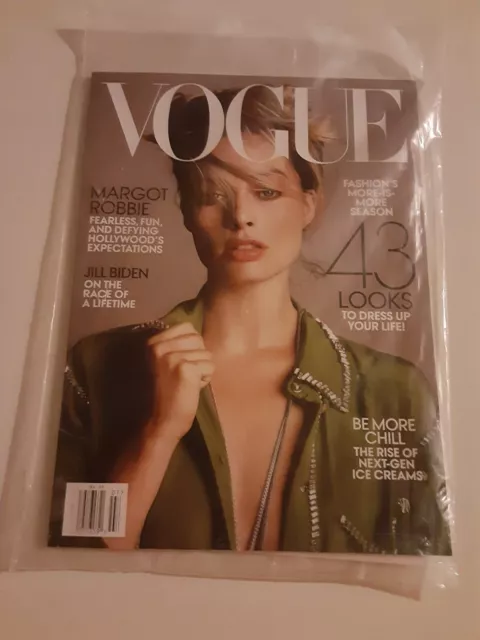 VOGUE
MARGOT
ROBBIE
FEARLESS, FUN,
AND DEFYING
HOLLYWOOD'S
EXPECTATIONS
JILL BIDEN
ON THE
RACE OF
A LIFETIME
FASHION'S
MORE-IS-
MORE
SEASON
43
LOOKS
TO DRESS UP
YOUR LIFE!
BE MORE
CHILL
THE RISE OF
NEXT-GEN
ICE CREAMS